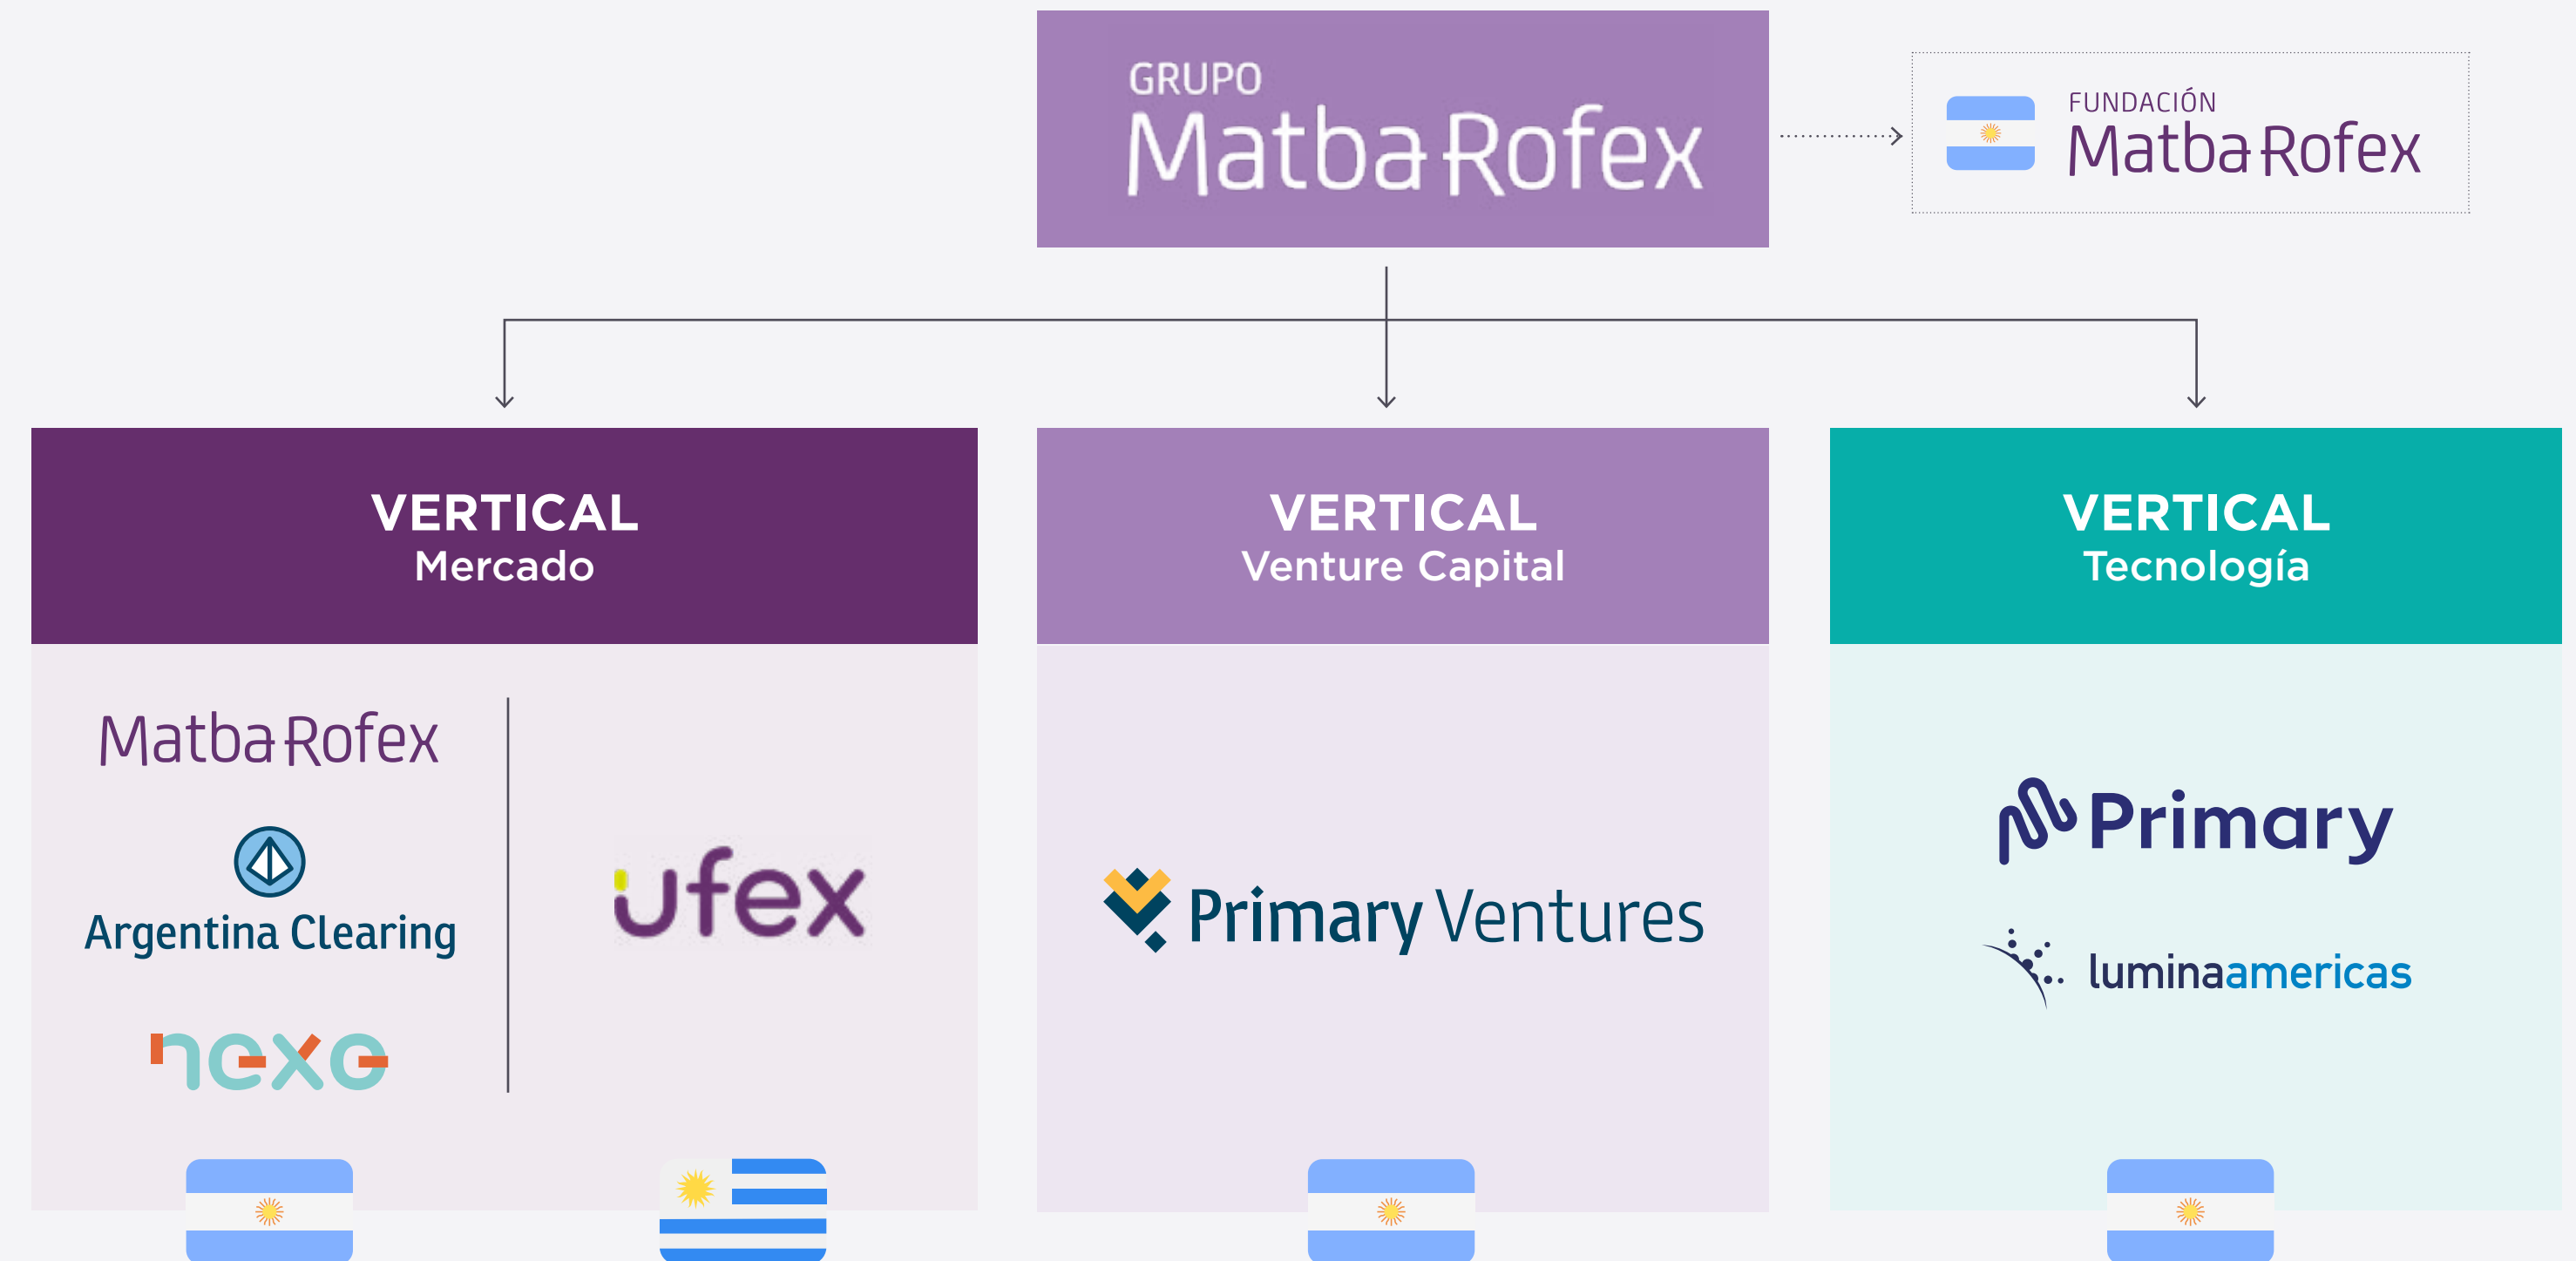 GRUPO
Matba Rofex
FUNDACIÓN
Matba Rofex
VERTICAL
Mercado
Matba Rofex
Argentina Clearing
nexo
ufex
VERTICAL
Venture Capital
Primary Ventures
VERTICAL
Tecnología
Primary
luminaamericas